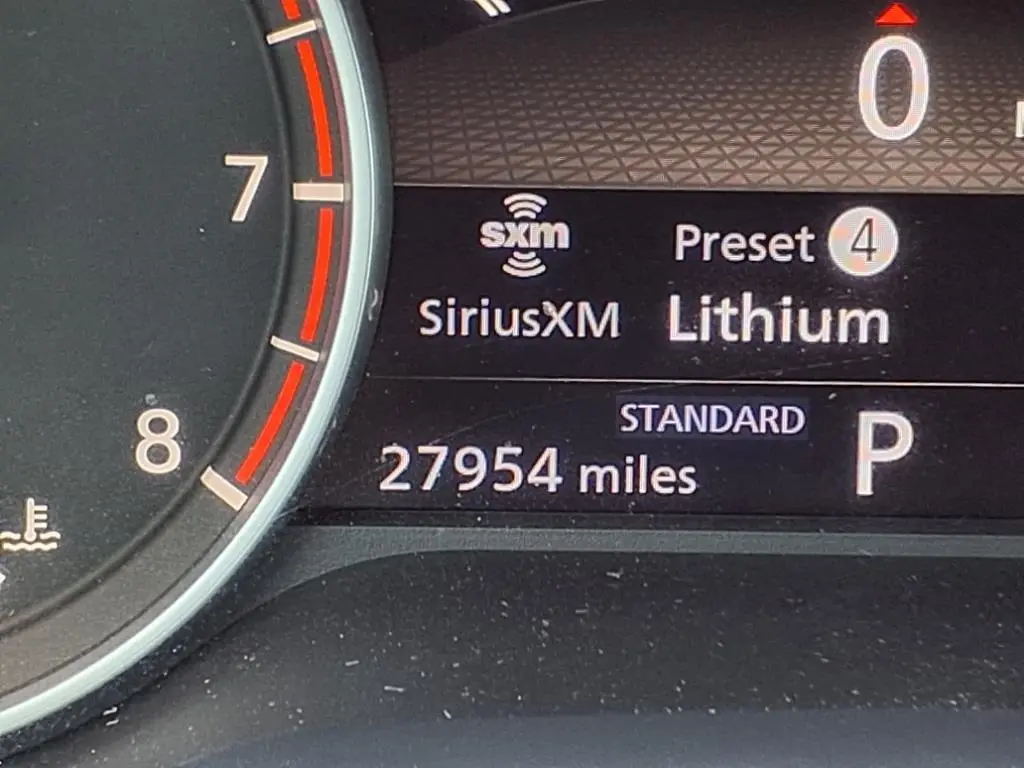 0
7
sxm
Preset 4
SiriusXM
Lithium
8
STANDARD
27954 miles
P